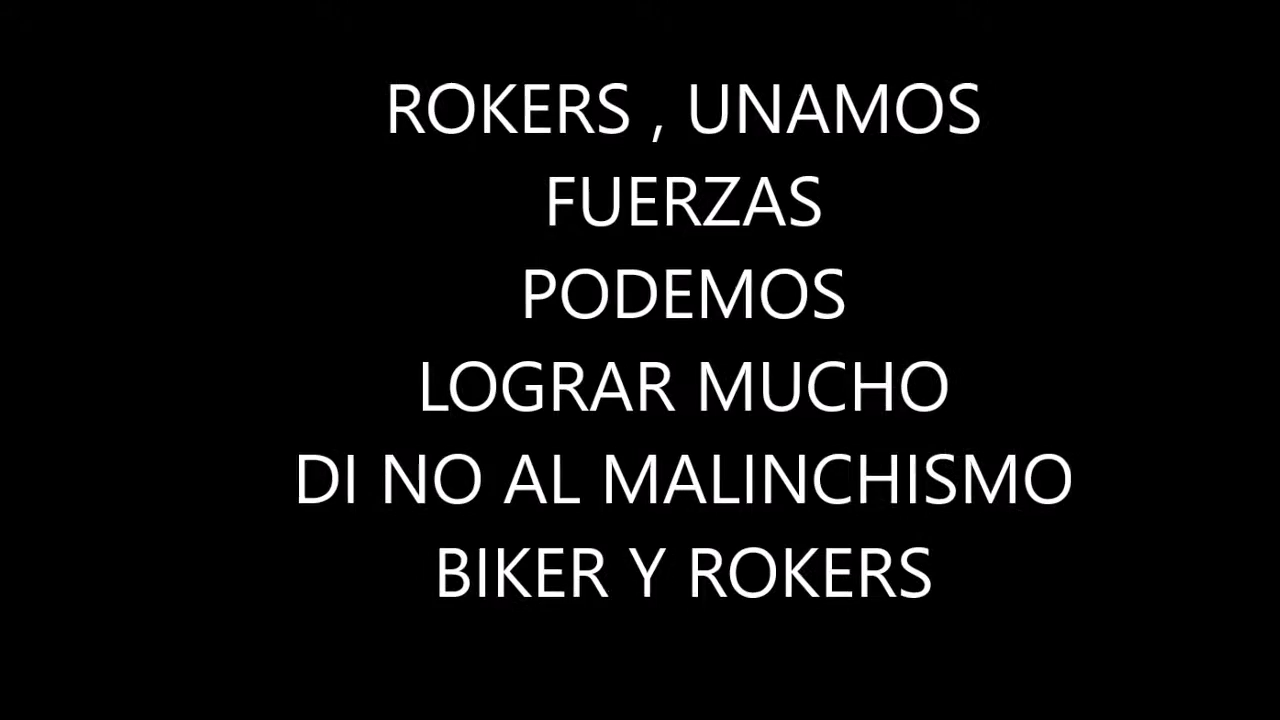 ROKERS , UNAMOS
FUERZAS
PODEMOS
LOGRAR MUCHO
DI NO AL MALINCHISMO
BIKER Y ROKERS